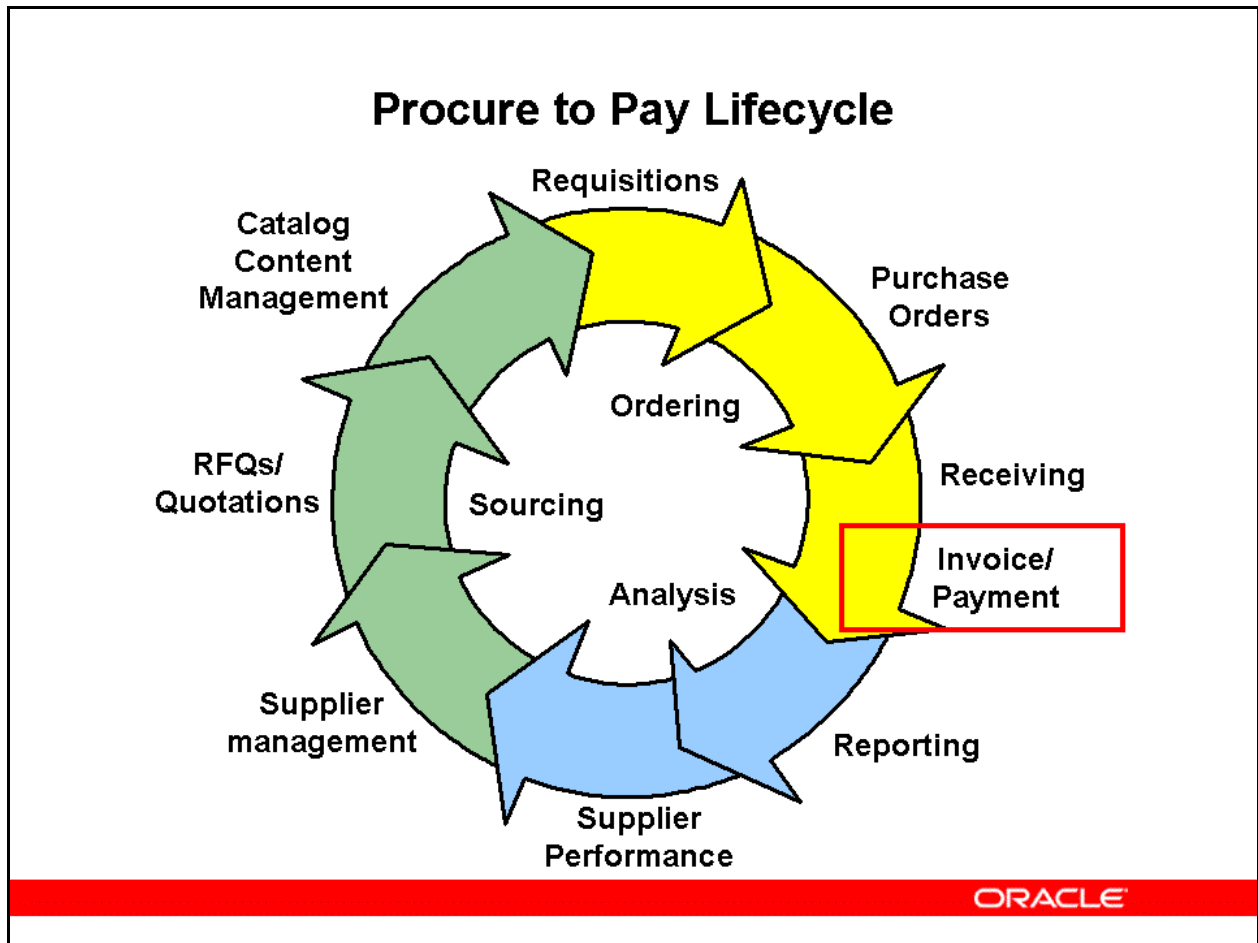 Procure to Pay Lifecycle
Requisitions
Catalog
Content
Management
Purchase
Orders
Ordering
RFQs/
Quotations
Sourcing
Receiving
Invoice/
Payment
Analysis
Supplier
management
Reporting
Supplier
Performance
ORACLE